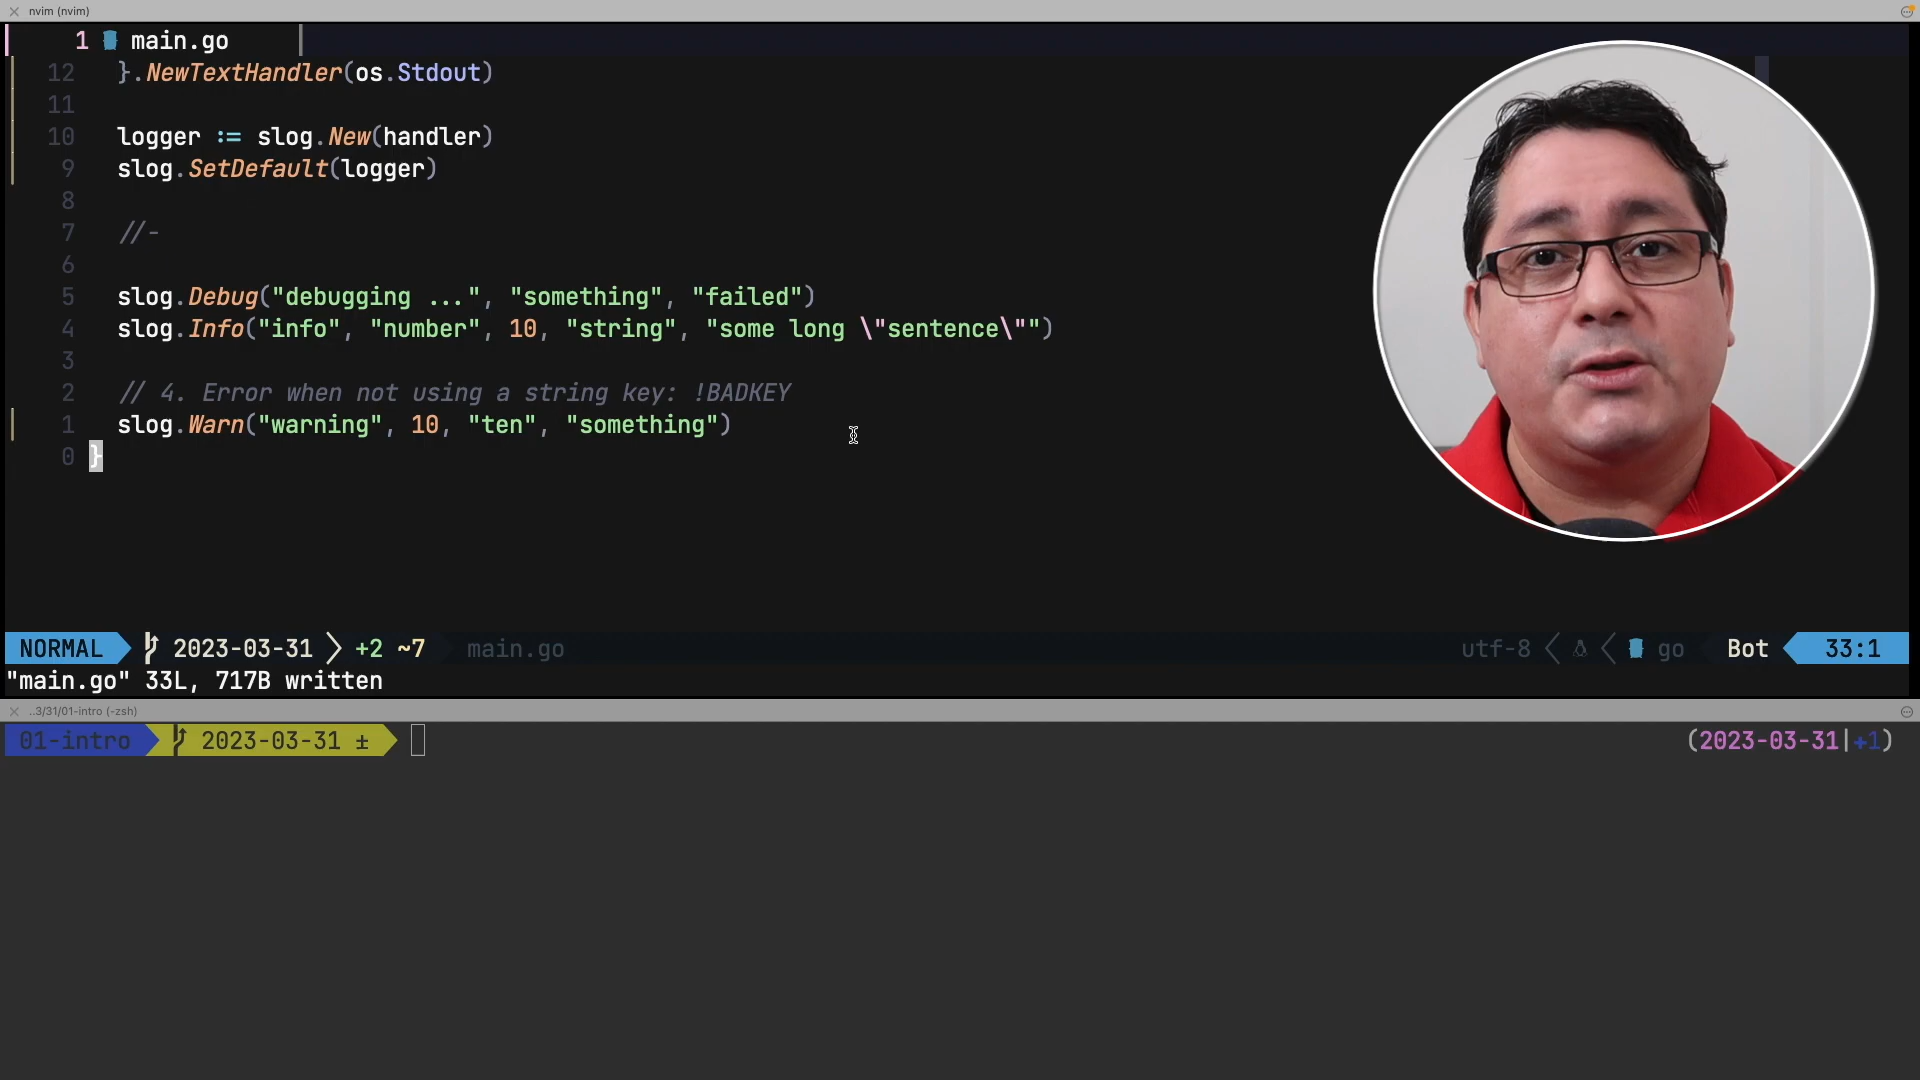 nvim (nvim)
1 main.go
12 }.NewTextHandler(os.Stdout)
11
10 logger := slog.New(handler)
9 slog.SetDefault(logger)
8
7 //-
6
5 slog.Debug("debugging ...", "something", "failed")
4 slog.Info("info", "number", 10, "string", "some long \"sentence\"")
3
2 // 4. Error when not using a string key: !BADKEY
1 slog.Warn("warning", 10, "ten", "something")
0 }
NORMAL 2023-03-31 +2 ~7 main.go utf-8 go Bot 33:1
"main.go" 33L, 717B written
..3/31/01-intro (-zsh)
01-intro 2023-03-31 ± (2023-03-31|+1)